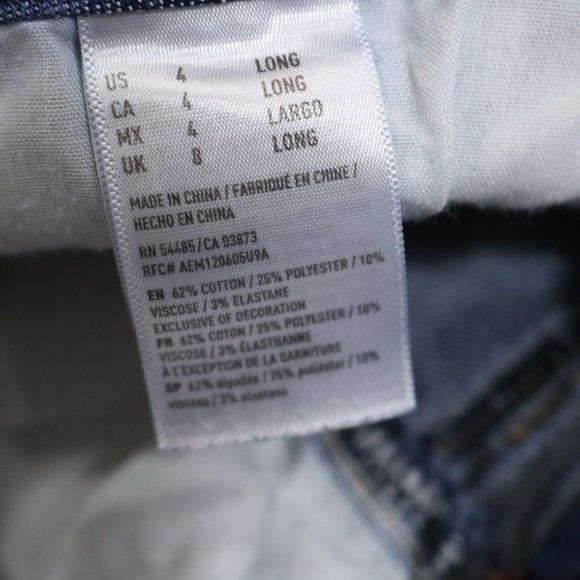 US 4 LONG
CA 4 LONG
MX 4 LARGO
UK 8 LONG
MADE IN CHINA / FABRIQUÉ EN CHINE /
HECHO EN CHINA
RN 54485 / CA 03873
RFC# AEM120605U9A
EN 62% COTTON / 25% POLYESTER / 10%
VISCOSE / 3% ELASTANE
EXCLUSIVE OF DECORATION
FR 62% COTON / 25% POLYESTER / 10%
VISCOSE / 3% ÉLASTHANNE
À L'EXCEPTION DE LA GARNITURE
SP 62% algodón / 25% poliéster / 10%
viscosa / 3% elastano